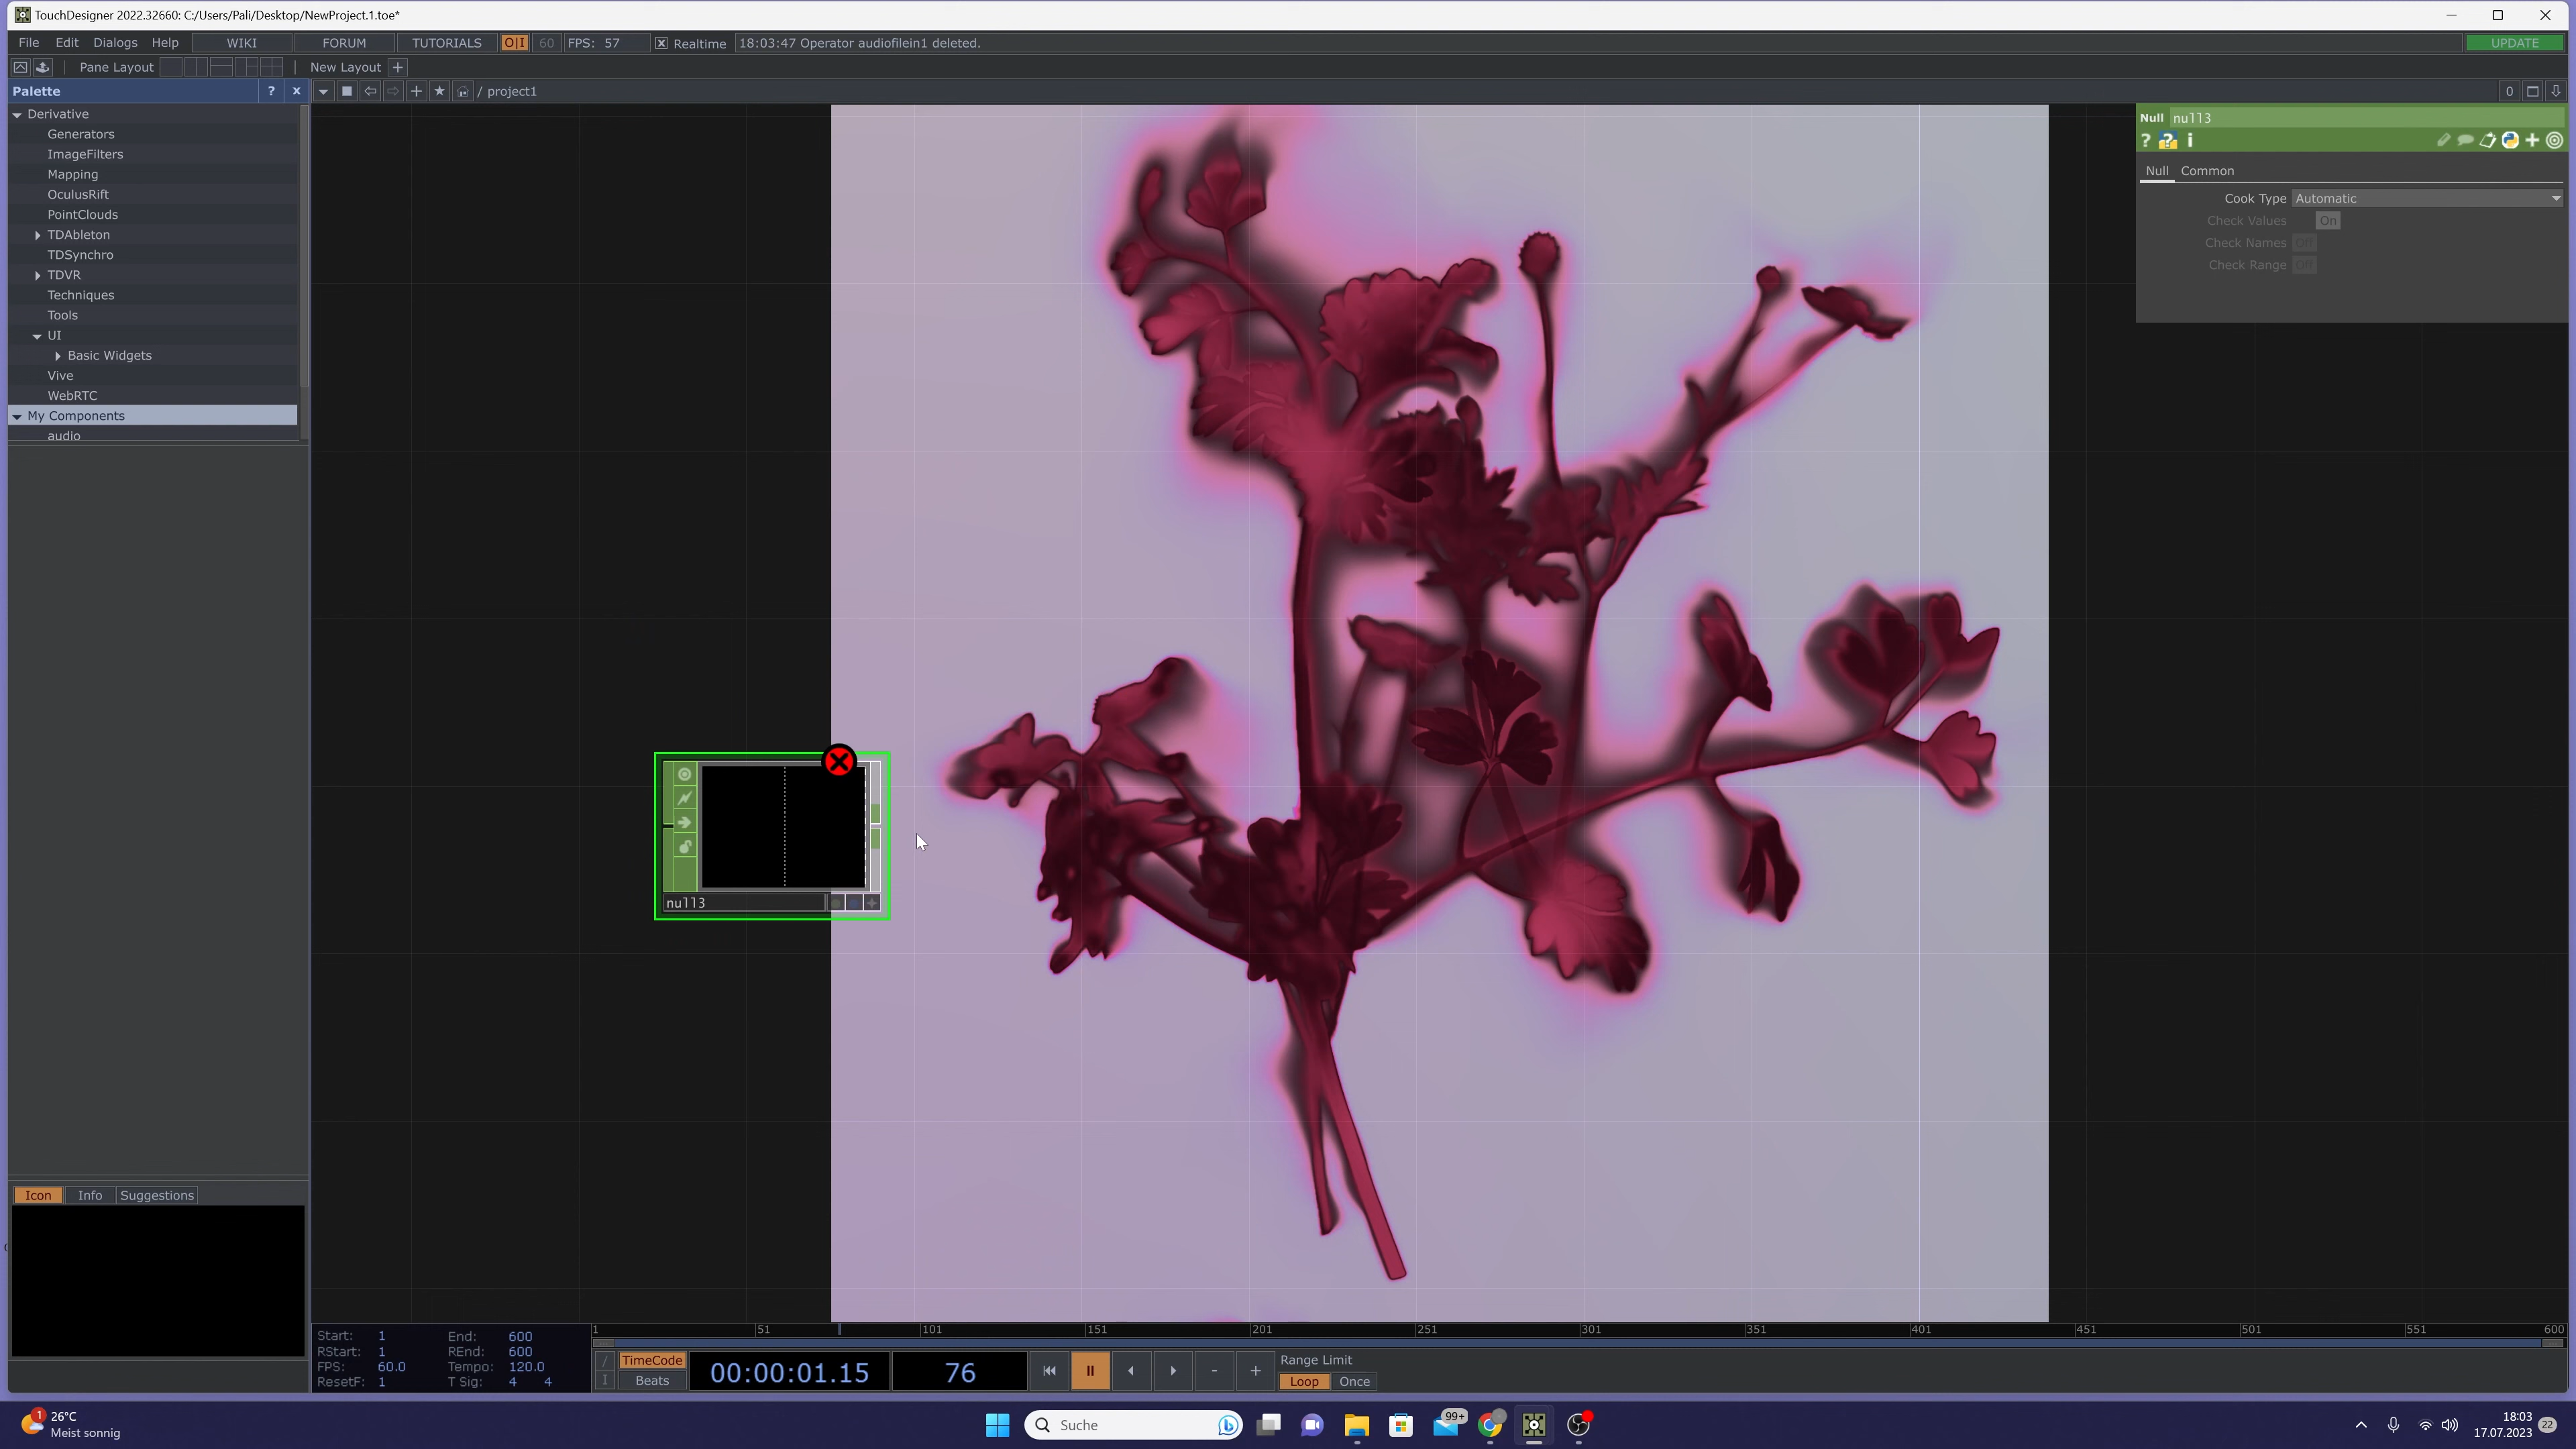 TouchDesigner 2022.32660: C:/Users/Pali/Desktop/NewProject.1.toe*
File Edit Dialogs Help WIKI FORUM TUTORIALS O|I 60 FPS: 57 Realtime 18:03:47 Operator audiofilein1 deleted. UPDATE
Pane Layout New Layout +
Palette ? x / project1 0
Derivative
Generators
ImageFilters
Mapping
OculusRift
PointClouds
TDAbleton
TDSynchro
TDVR
Techniques
Tools
UI
Basic Widgets
Vive
WebRTC
My Components
audio
Null null3
? ? i
Null Common
Cook Type Automatic
Check Values On
Check Names Off
Check Range Off
null3
Icon Info Suggestions
1 51 101 151 201 251 301 351 401 451 501 551 600
Start: 1 End: 600
RStart: 1 REnd: 600
FPS: 60.0 Tempo: 120.0
ResetF: 1 T Sig: 4 4
TimeCode
Beats
00:00:01.15 76
- +
Range Limit
Loop Once
1 26°C
Meist sonnig
Suche
99+
18:03
17.07.2023
22